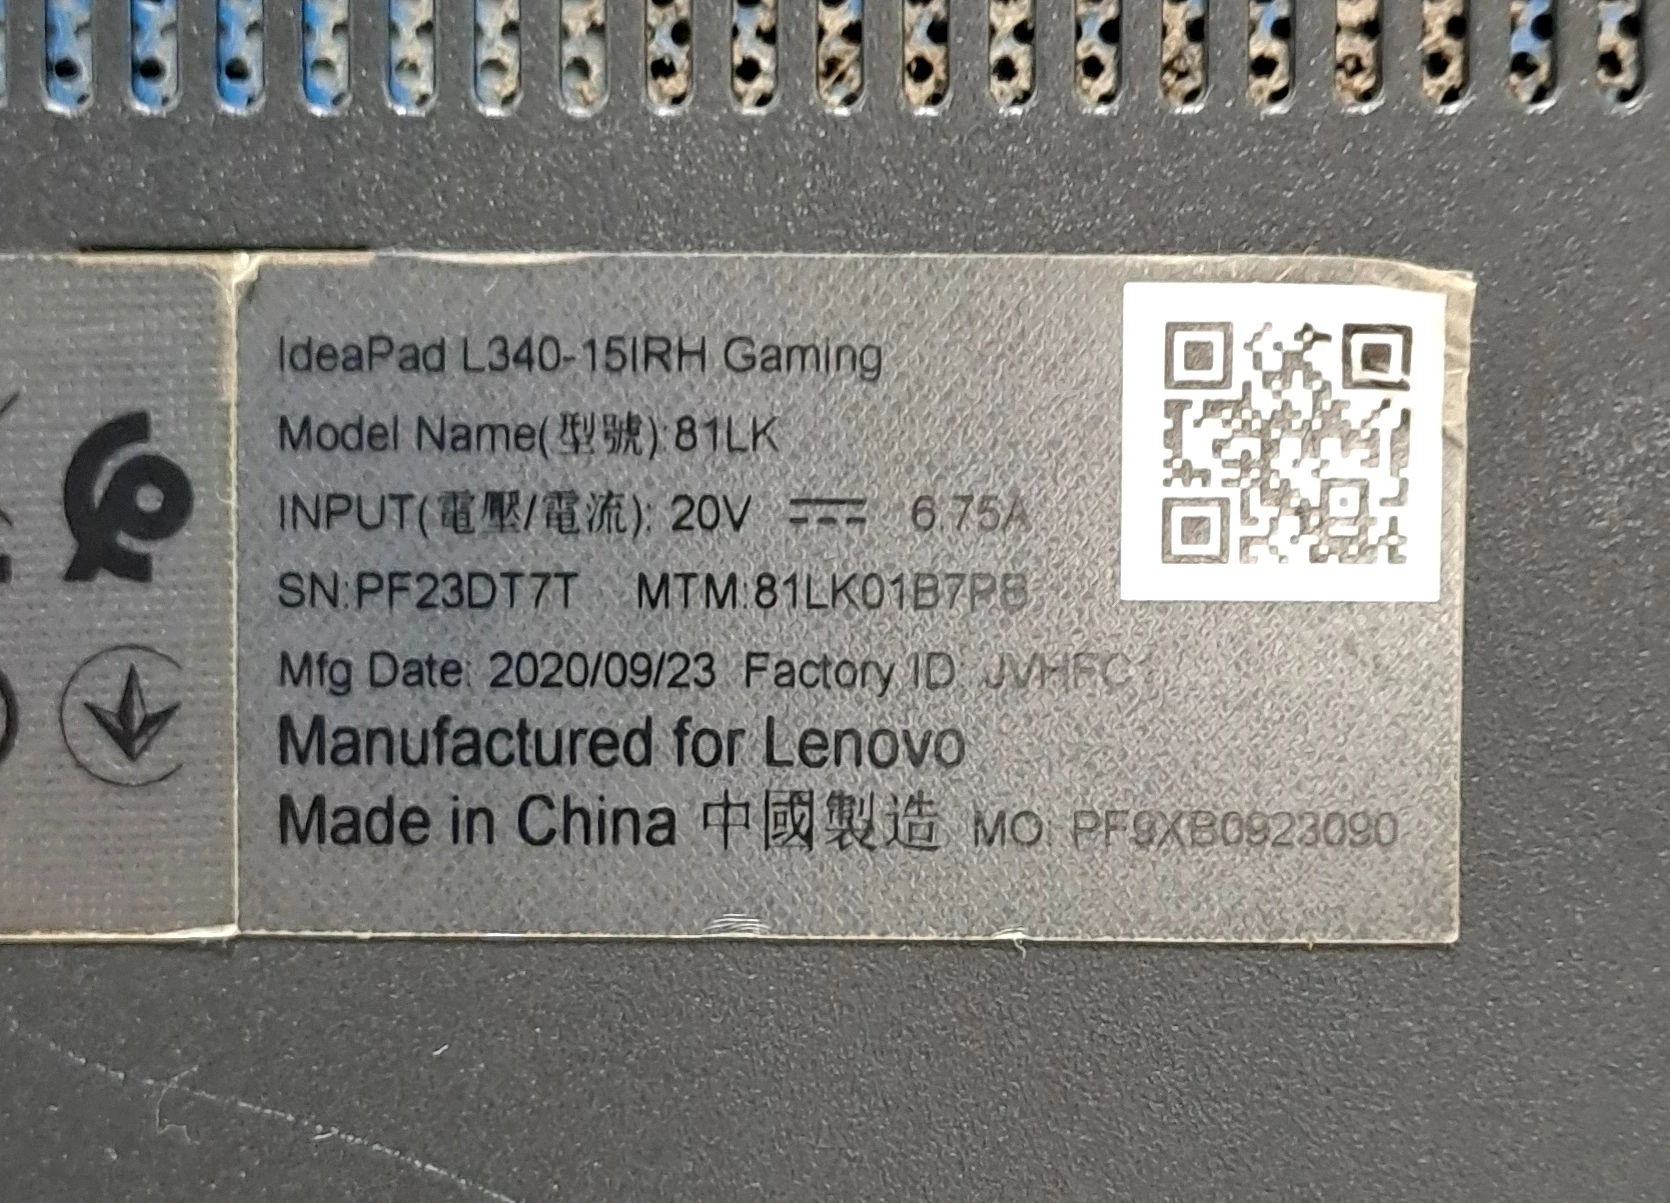 IdeaPad L340-15IRH Gaming
Model Name(型號):81LK
INPUT(電壓/電流): 20V ⎓ 6.75A
SN:PF23DT7T MTM:81LK01B7PB
Mfg Date: 2020/09/23 Factory ID: JVHFC1
Manufactured for Lenovo
Made in China 中國製造 MO: PF9XB0923090